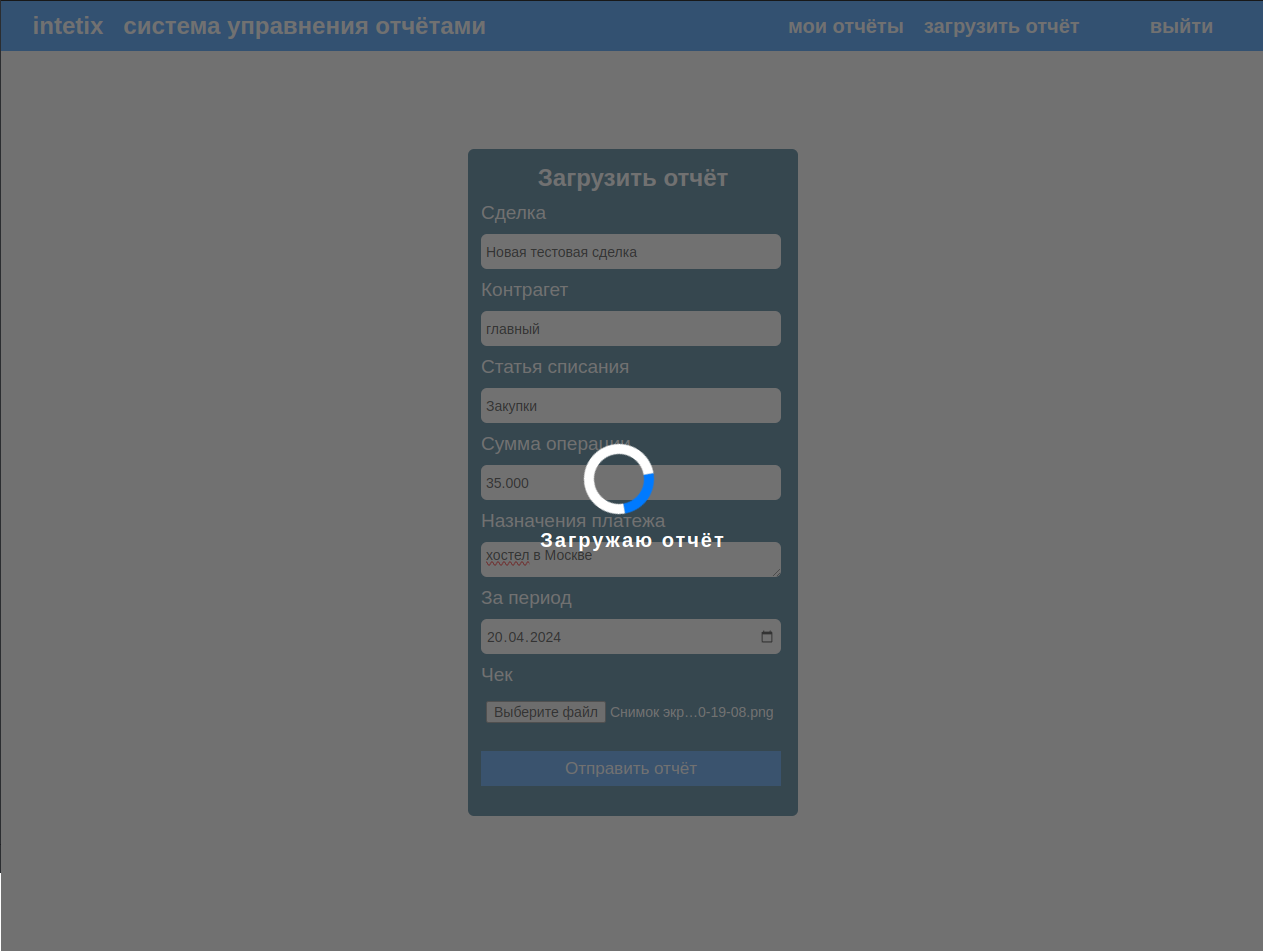 intetix система управления отчётами мои отчёты загрузить отчёт выйти
Загрузить отчёт
Сделка
Новая тестовая сделка
Контрагет
главный
Статья списания
Закупки
Сумма операции
35.000
Назначения платежа
Загружаю отчёт
хостел в Москве
За период
20.04.2024
Чек
Выберите файл Снимок экр...0-19-08.png
Отправить отчёт